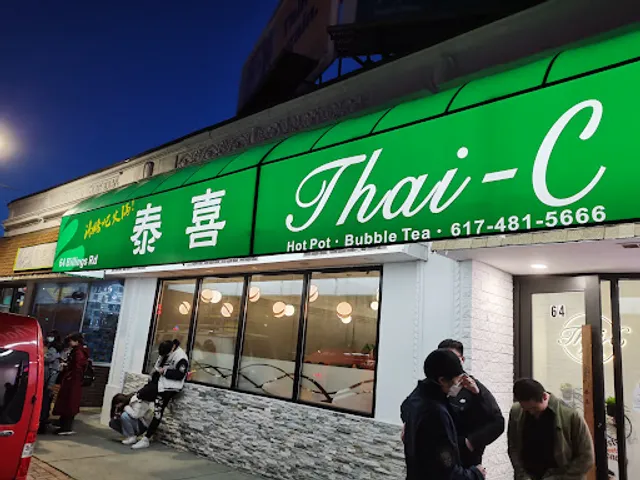 泰喜
Thai-C
Hot Pot · Bubble Tea · 617-481-5666
64 Billings Rd
64